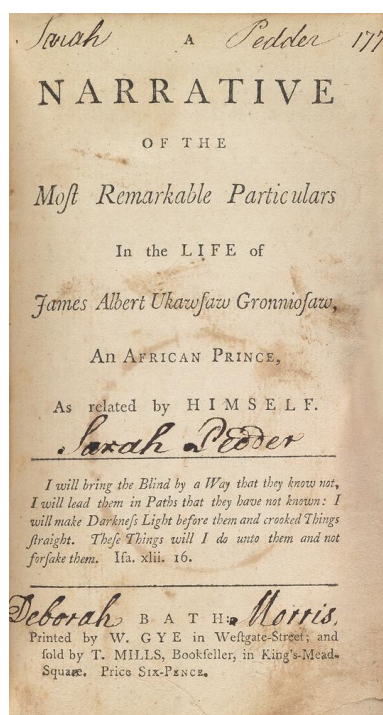 Sarah A Pedder 177
NARRATIVE
OF THE
Moſt Remarkable Particulars
In the LIFE of
James Albert Ukawſaw Gronnioſaw,
An AFRICAN PRINCE,
As related by HIMSELF.
Sarah Pedder
I will bring the Blind by a Way that they know not,
I will lead them in Paths that they have not known: I
will make Darkneſs Light before them and crooked Things
ſtraight. Theſe Things will I do unto them and not
forſake them. Iſa. xlii. 16.
Deborah BATH: Morris
Printed by W. GYE in Weſtgate-Street; and
ſold by T. MILLS, Bookſeller, in King's-Mead-
Square. Price SIX-PENCE.